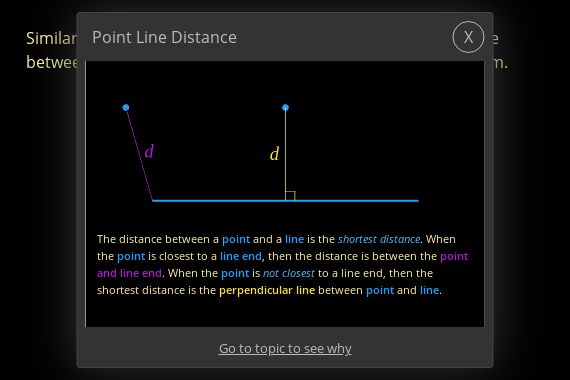 Similar
e
betwee
m.
Point Line Distance
X
d
d
The distance between a point and a line is the shortest distance. When
the point is closest to a line end, then the distance is between the point
and line end. When the point is not closest to a line end, then the
shortest distance is the perpendicular line between point and line.
Go to topic to see why